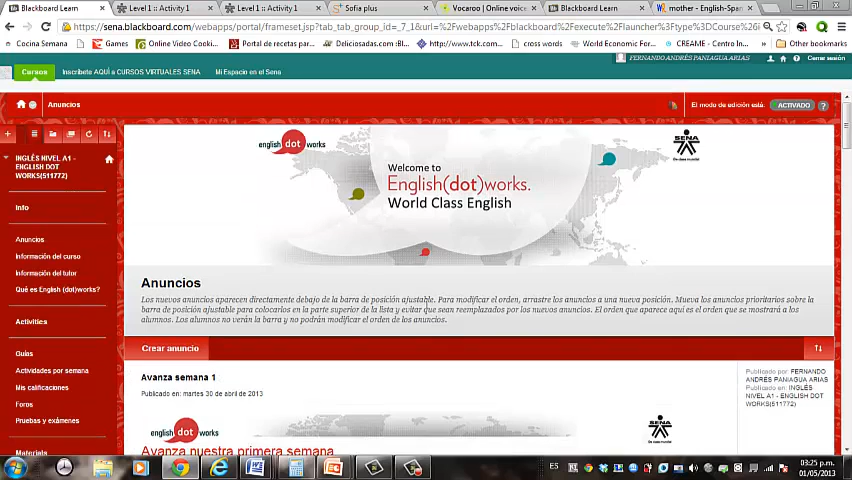 Blackboard Learn
Level 1 :: Activity 1
Level 1 :: Activity 1
Sofia plus
Vocaroo | Online voice
Blackboard Learn
mother - English-Span
https://sena.blackboard.com/webapps/portal/frameset.jsp?tab_tab_group_id=_7_1&url=%2Fwebapps%2Fblackboard%2Fexecute%2Flauncher%3Ftype%3DCourse%26i
Cocina Semana
Google
Online Video Cooki...
Portal de recetas par...
Deliciosadas.com: B...
http://www.tck.com...
cross words
World Economic For...
CREAME - Centro In...
Other bookmarks
FERNANDO ANDRÉS PANIAGUA ARIAS
Cerrar sesión
Cursos
Inscríbete AQUÍ a CURSOS VIRTUALES SENA
Mi Espacio en el Sena
Anuncios
El modo de edición está:
ACTIVADO
?
INGLÉS NIVEL A1 -
ENGLISH DOT
WORKS(511772)
Info
Anuncios
Información del curso
Información del tutor
Qué es English (dot)works?
Activities
Guías
Actividades por semana
Mis calificaciones
Foros
Pruebas y exámenes
Materials
english dot works
SENA
De clase mundial
Welcome to
English(dot)works.
World Class English
Anuncios
Los nuevos anuncios aparecen directamente debajo de la barra de posición ajustable. Para modificar el orden, arrastre los anuncios a una nueva posición. Mueva los anuncios prioritarios sobre la
barra de posición ajustable para colocarlos en la parte superior de la lista y evitar que sean reemplazados por los nuevos anuncios. El orden que aparece aquí es el orden que se mostrará a los
alumnos. Los alumnos no verán la barra y no podrán modificar el orden de los anuncios.
Crear anuncio
Avanza semana 1
Publicado en: martes 30 de abril de 2013
Publicado por: FERNANDO
ANDRÉS PANIAGUA ARIAS
Publicado en: INGLÉS
NIVEL A1 - ENGLISH DOT
WORKS(511772)
english dot works
SENA
De clase mundial
Avanza nuestra primera semana
ES
03:25 p.m.
01/05/2013